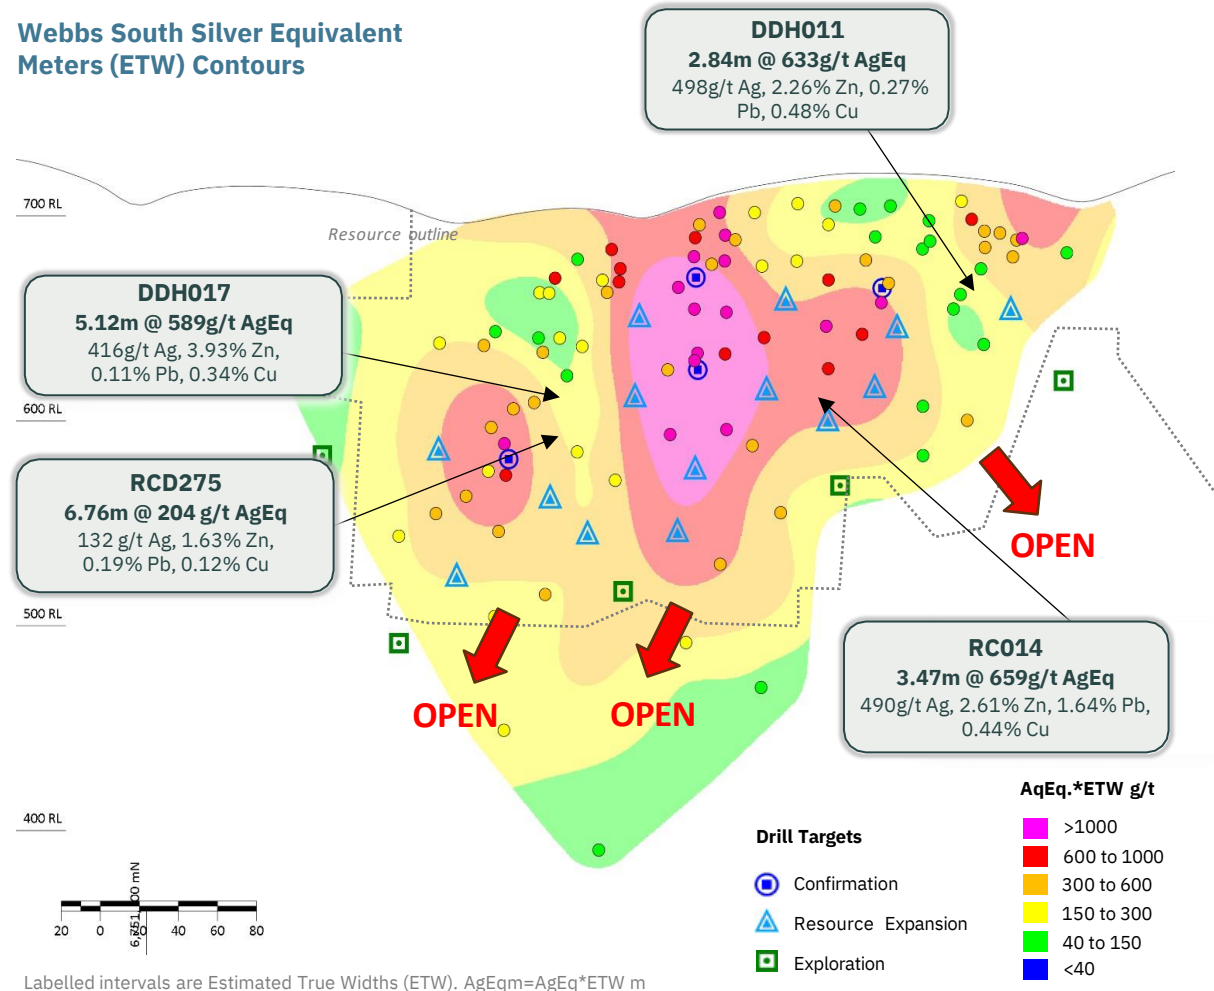 Webbs South Silver Equivalent
Meters (ETW) Contours
DDH011
2.84m @ 633g/t AgEq
498g/t Ag, 2.26% Zn, 0.27%
Pb, 0.48% Cu
700 RL
Resource outline
DDH017
5.12m @ 589g/t AgEq
416g/t Ag, 3.93% Zn,
0.11% Pb, 0.34% Cu
600 RL
RCD275
6.76m @ 204 g/t AgEq
132 g/t Ag, 1.63% Zn,
0.19% Pb, 0.12% Cu
OPEN
500 RL
RC014
3.47m @ 659g/t AgEq
490g/t Ag, 2.61% Zn, 1.64% Pb,
0.44% Cu
OPEN
OPEN
400 RL
AqEq.*ETW g/t
>1000
600 to 1000
300 to 600
150 to 300
40 to 150
<40
Drill Targets
Confirmation
Resource Expansion
Exploration
20 0 20 40 60 80
Labelled intervals are Estimated True Widths (ETW). AgEqm=AgEq*ETW m